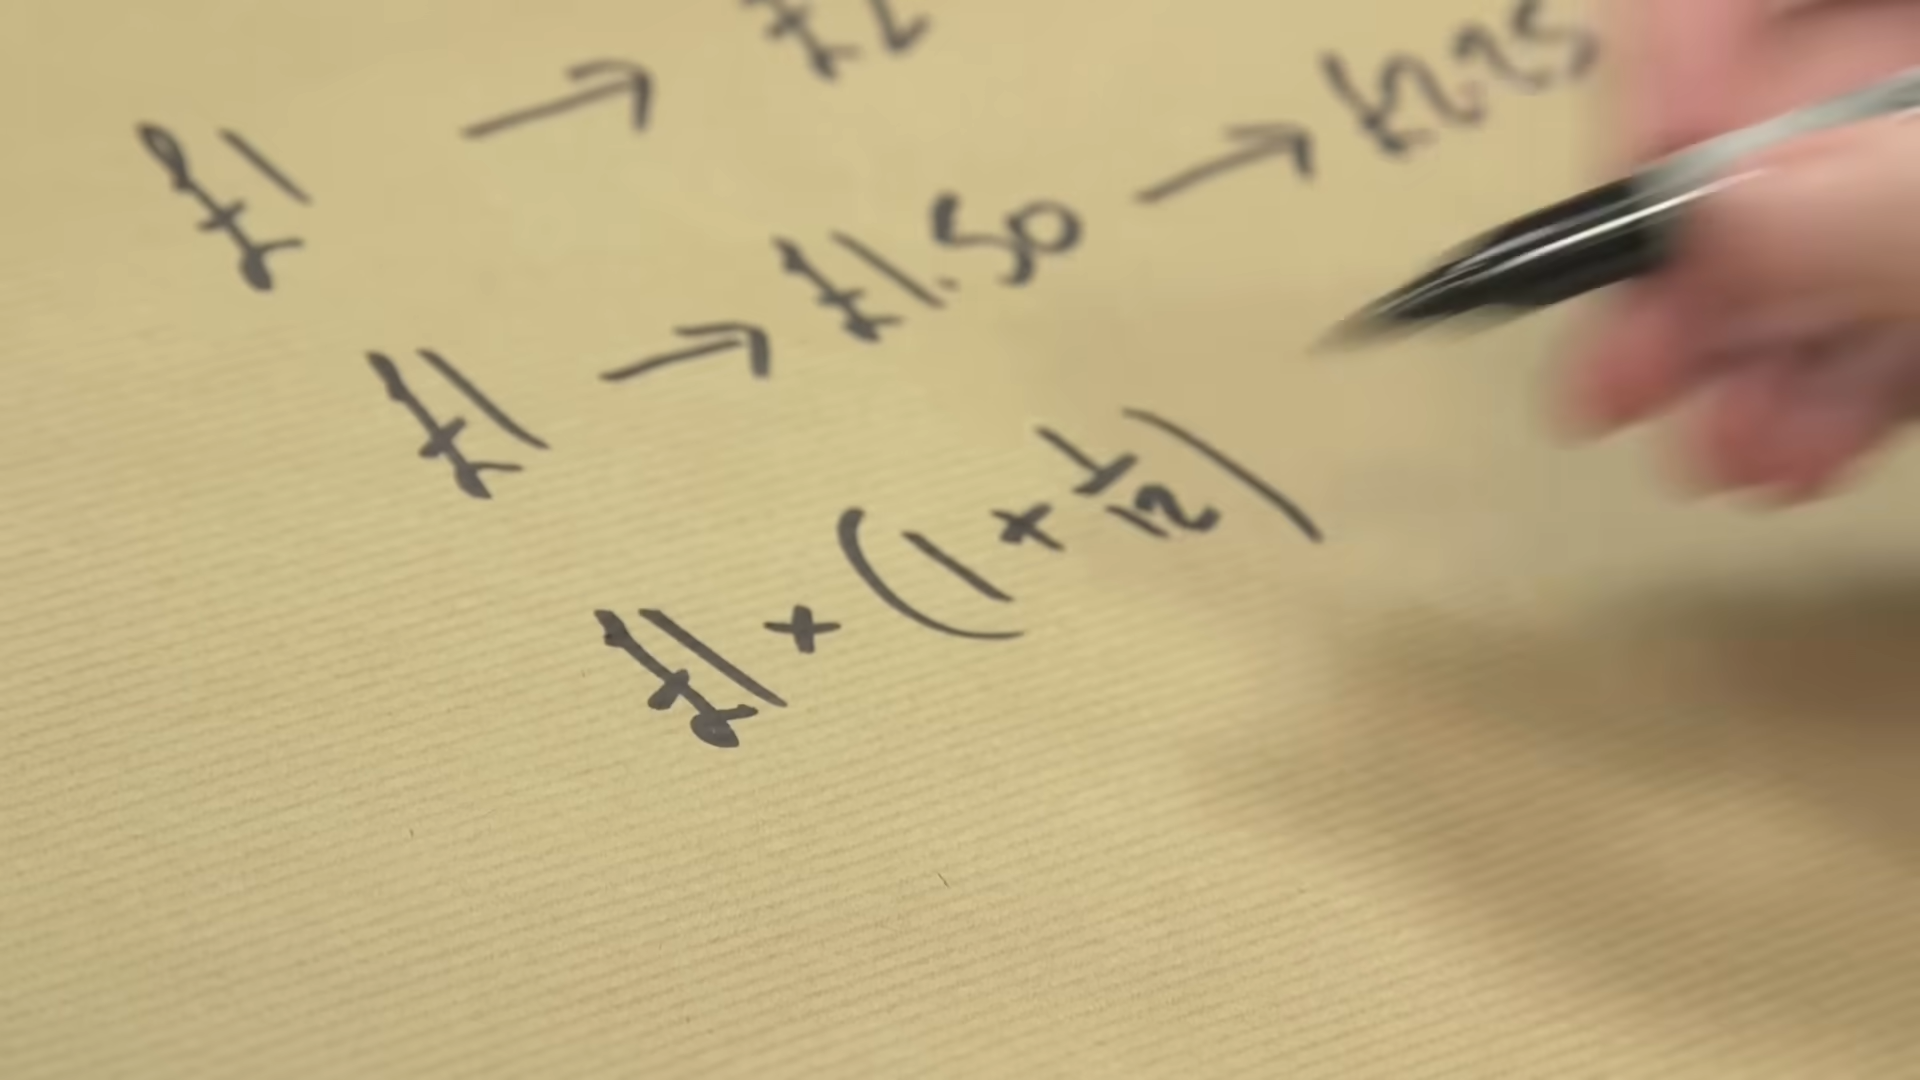 £1 → £2
£1 → £1.50 → £2.25
£1 × (1 + 1/12)